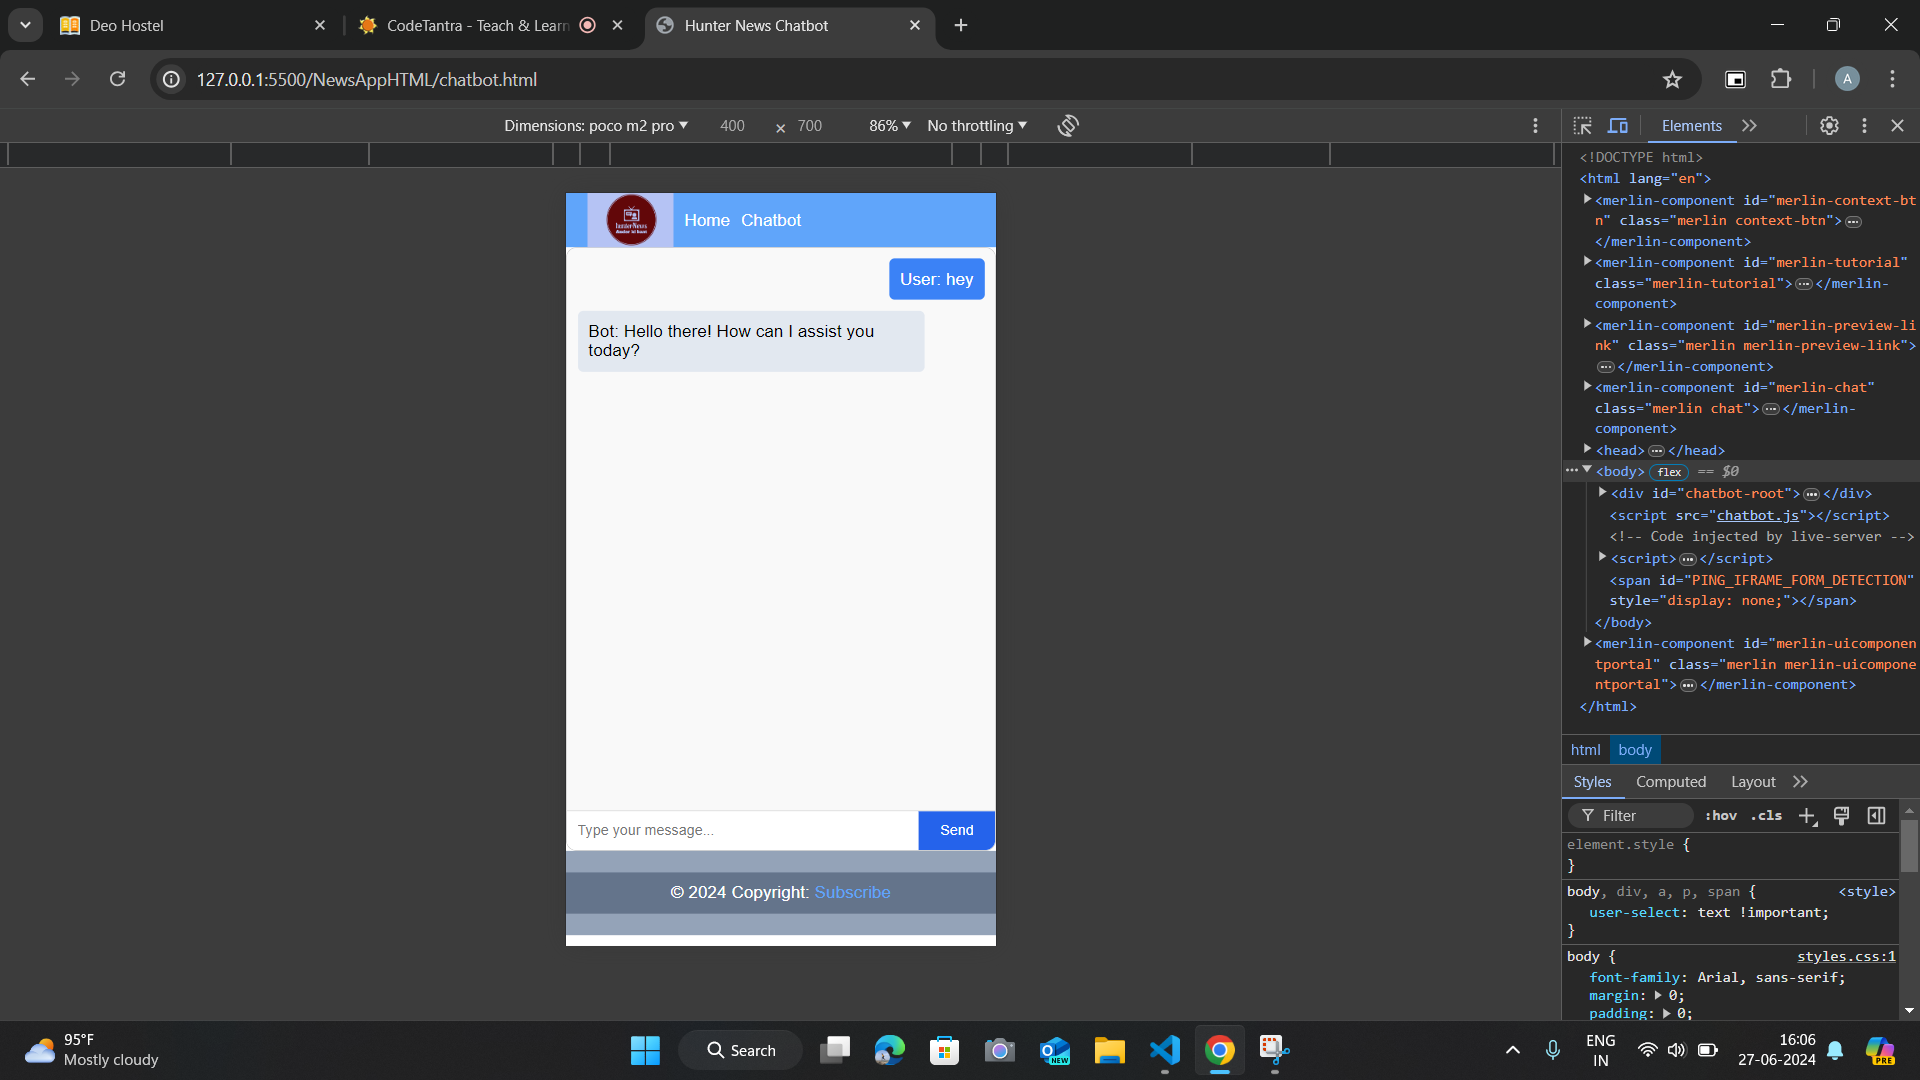 Deo Hostel
CodeTantra - Teach & Learn
Hunter News Chatbot
127.0.0.1:5500/NewsAppHTML/chatbot.html
A
Dimensions: poco m2 pro
400
×
700
86%
No throttling
Elements
Home
Chatbot
User: hey
Bot: Hello there! How can I assist you
today?
Type your message...
Send
© 2024 Copyright: Subscribe
<!DOCTYPE html>
<html lang="en">
<merlin-component id="merlin-context-bt
n" class="merlin context-btn">
</merlin-component>
<merlin-component id="merlin-tutorial"
class="merlin-tutorial"></merlin-
component>
<merlin-component id="merlin-preview-li
nk" class="merlin merlin-preview-link">
</merlin-component>
<merlin-component id="merlin-chat"
class="merlin chat"></merlin-
component>
<head></head>
<body> flex == $0
<div id="chatbot-root"></div>
<script src="chatbot.js"></script>
<!-- Code injected by live-server -->
<script></script>
<span id="PING_IFRAME_FORM_DETECTION"
style="display: none;"></span>
</body>
<merlin-component id="merlin-uicomponen
tportal" class="merlin merlin-uicompone
ntportal"></merlin-component>
</html>
html
body
Styles
Computed
Layout
Filter
:hov
.cls
element.style {
}
body, div, a, p, span {
<style>
user-select: text !important;
}
body {
styles.css:1
font-family: Arial, sans-serif;
margin: 0;
padding: 0;
95°F
Mostly cloudy
Search
NEW
ENG
IN
16:06
27-06-2024
PRE